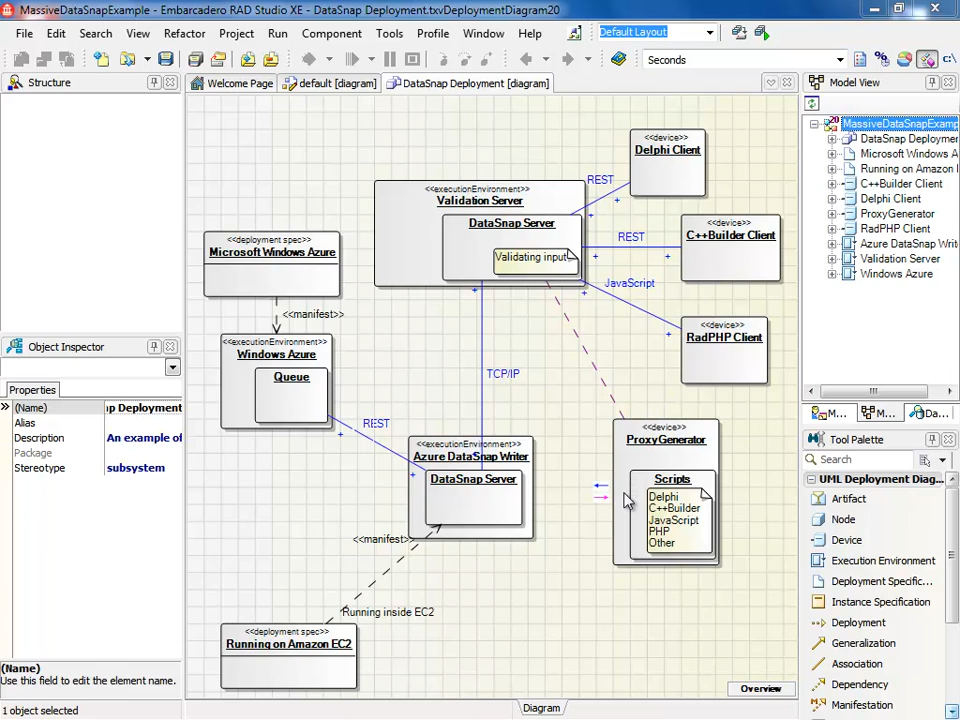 MassiveDataSnapExample - Embarcadero RAD Studio XE - DataSnap Deployment.txvDeploymentDiagram20
File Edit Search View Refactor Project Run Component Tools Profile Window Help
Default Layout
Seconds
Structure
Welcome Page
default [diagram]
DataSnap Deployment [diagram]
Model View
MassiveDataSnapExamp
DataSnap Deployme
Microsoft Windows A
Running on Amazon E
C++Builder Client
Delphi Client
ProxyGenerator
RadPHP Client
Azure DataSnap Writ
Validation Server
Windows Azure
<<device>>
Delphi Client
REST
<<executionEnvironment>>
Validation Server
DataSnap Server
Validating input
<<device>>
C++Builder Client
REST
JavaScript
<<deployment spec>>
Microsoft Windows Azure
<<manifest>>
<<device>>
RadPHP Client
<<executionEnvironment>>
Windows Azure
Queue
TCP/IP
REST
<<executionEnvironment>>
Azure DataSnap Writer
DataSnap Server
<<device>>
ProxyGenerator
Scripts
Delphi
C++Builder
JavaScript
PHP
Other
<<manifest>>
Running inside EC2
<<deployment spec>>
Running on Amazon EC2
Overview
Diagram
Object Inspector
Properties
(Name) ıp Deployment
Alias
Description An example of
Package
Stereotype subsystem
(Name)
Use this field to edit the element name.
1 object selected
M...
M...
Da...
Tool Palette
Search
UML Deployment Diagram
Artifact
Node
Device
Execution Environment
Deployment Specific...
Instance Specification
Deployment
Generalization
Association
Dependency
Manifestation